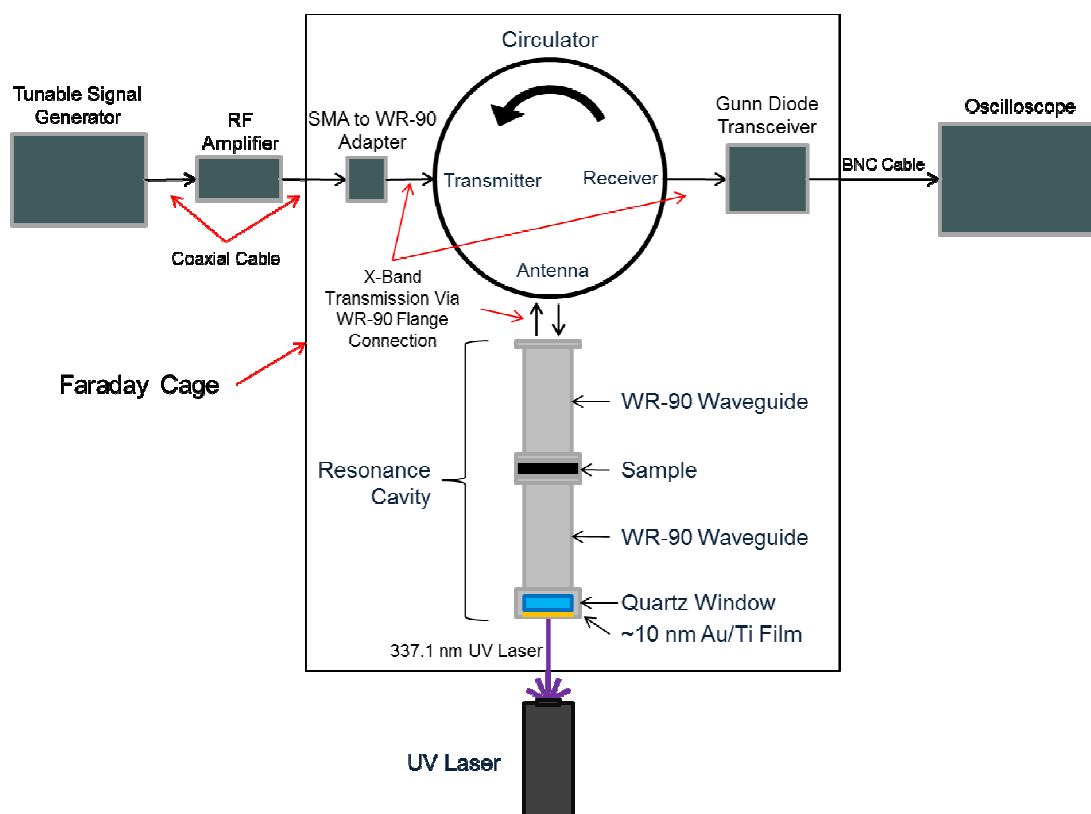 Circulator
Tunable Signal
Generator
RF
Amplifier
SMA to WR-90
Adapter
Gunn Diode
Transceiver
Oscilloscope
BNC Cable
Transmitter
Receiver
Coaxial Cable
Antenna
X-Band
Transmission Via
WR-90 Flange
Connection
Faraday Cage
WR-90 Waveguide
Resonance
Cavity
Sample
WR-90 Waveguide
Quartz Window
~10 nm Au/Ti Film
337.1 nm UV Laser
UV Laser